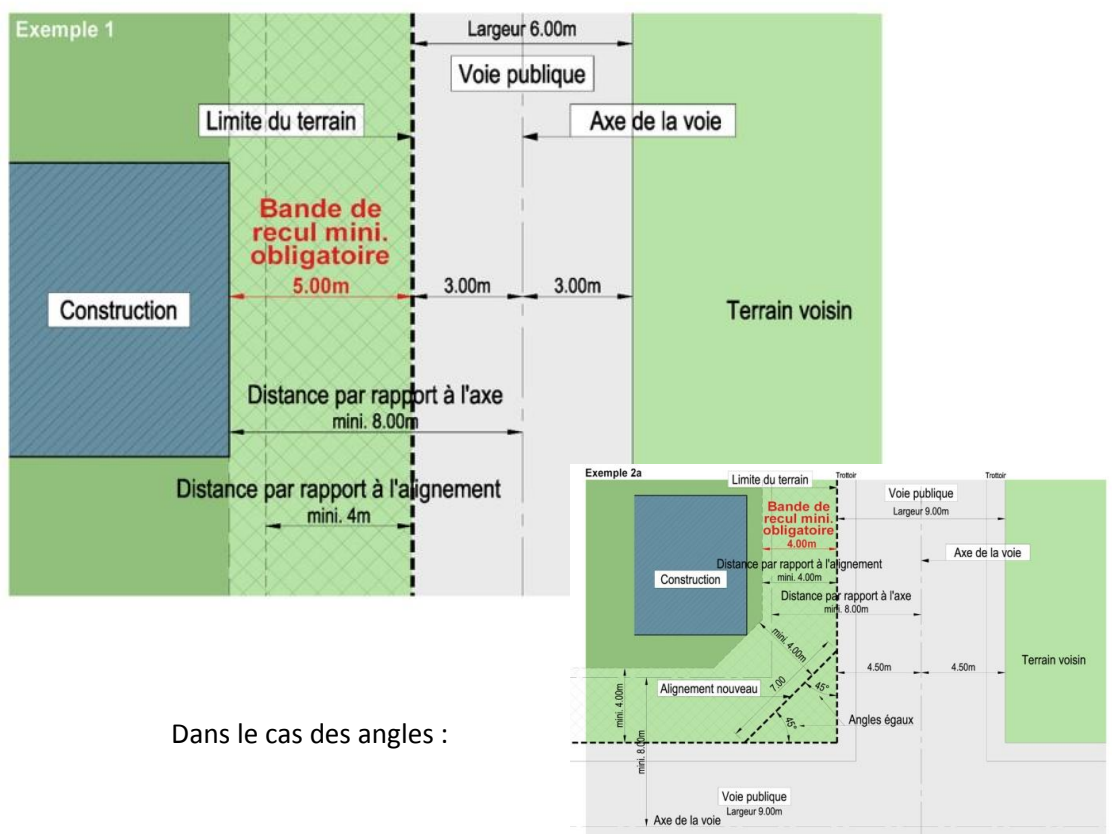 Exemple 1
Largeur 6.00m
Voie publique
Limite du terrain
Axe de la voie
Bande de
recul mini.
obligatoire
5.00m
3.00m
3.00m
Construction
Terrain voisin
Distance par rapport à l'axe
mini. 8.00m
Distance par rapport à l'alignement
mini. 4m
Dans le cas des angles :
Exemple 2a
Limite du terrain
Trottoir
Trottoir
Voie publique
Largeur 9.00m
Bande de
recul mini.
obligatoire
4.00m
Axe de la voie
Distance par rapport à l'alignement
mini. 4.00m
Construction
Distance par rapport à l'axe
mini. 8.00m
mini. 4.00m
4.50m
4.50m
Terrain voisin
Alignement nouveau
7.00
45°
45°
Angles égaux
mini. 4.00m
mini. 8.00m
Voie publique
Largeur 9.00m
Axe de la voie